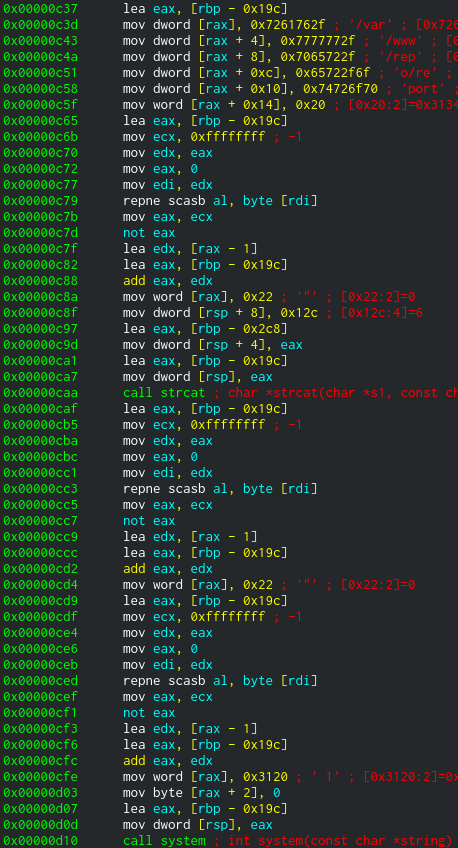 0x00000c37 lea eax, [rbp - 0x19c]
0x00000c3d mov dword [rax], 0x7261762f ; '/var' ; [0x726
0x00000c43 mov dword [rax + 4], 0x7777772f ; '/www' ; [0
0x00000c4a mov dword [rax + 8], 0x7065722f ; '/rep' ; [0
0x00000c51 mov dword [rax + 0xc], 0x65722f6f ; 'o/re' ;
0x00000c58 mov dword [rax + 0x10], 0x74726f70 ; 'port' ;
0x00000c5f mov word [rax + 0x14], 0x20 ; [0x20:2]=0x3134
0x00000c65 lea eax, [rbp - 0x19c]
0x00000c6b mov ecx, 0xffffffff ; -1
0x00000c70 mov edx, eax
0x00000c72 mov eax, 0
0x00000c77 mov edi, edx
0x00000c79 repne scasb al, byte [rdi]
0x00000c7b mov eax, ecx
0x00000c7d not eax
0x00000c7f lea edx, [rax - 1]
0x00000c82 lea eax, [rbp - 0x19c]
0x00000c88 add eax, edx
0x00000c8a mov word [rax], 0x22 ; '"' ; [0x22:2]=0
0x00000c8f mov dword [rsp + 8], 0x12c ; [0x12c:4]=6
0x00000c97 lea eax, [rbp - 0x2c8]
0x00000c9d mov dword [rsp + 4], eax
0x00000ca1 lea eax, [rbp - 0x19c]
0x00000ca7 mov dword [rsp], eax
0x00000caa call strcat ; char *strcat(char *s1, const ch
0x00000caf lea eax, [rbp - 0x19c]
0x00000cb5 mov ecx, 0xffffffff ; -1
0x00000cba mov edx, eax
0x00000cbc mov eax, 0
0x00000cc1 mov edi, edx
0x00000cc3 repne scasb al, byte [rdi]
0x00000cc5 mov eax, ecx
0x00000cc7 not eax
0x00000cc9 lea edx, [rax - 1]
0x00000ccc lea eax, [rbp - 0x19c]
0x00000cd2 add eax, edx
0x00000cd4 mov word [rax], 0x22 ; '"' ; [0x22:2]=0
0x00000cd9 lea eax, [rbp - 0x19c]
0x00000cdf mov ecx, 0xffffffff ; -1
0x00000ce4 mov edx, eax
0x00000ce6 mov eax, 0
0x00000ceb mov edi, edx
0x00000ced repne scasb al, byte [rdi]
0x00000cef mov eax, ecx
0x00000cf1 not eax
0x00000cf3 lea edx, [rax - 1]
0x00000cf6 lea eax, [rbp - 0x19c]
0x00000cfc add eax, edx
0x00000cfe mov word [rax], 0x3120 ; ' 1' ; [0x3120:2]=0x
0x00000d03 mov byte [rax + 2], 0
0x00000d07 lea eax, [rbp - 0x19c]
0x00000d0d mov dword [rsp], eax
0x00000d10 call system ; int system(const char *string)